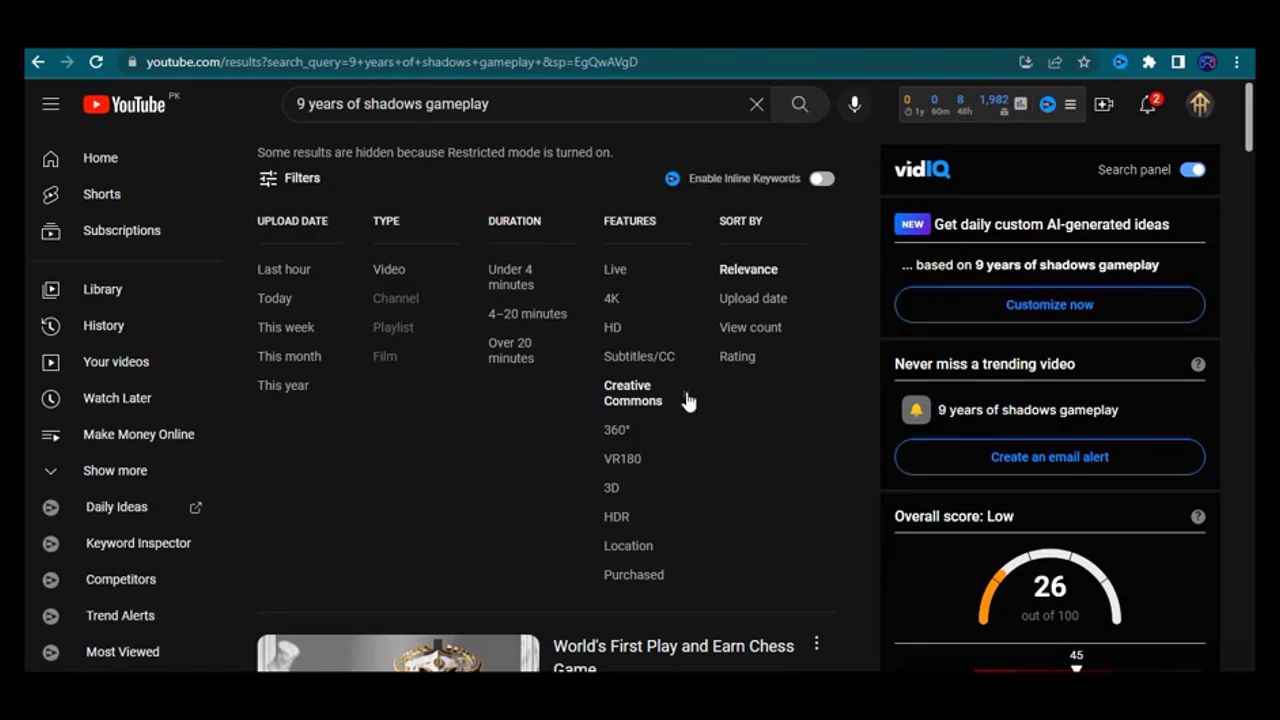 youtube.com/results?search_query=9+years+of+shadows+gameplay+&sp=EgQwAVgD
YouTube PK
9 years of shadows gameplay
0 0 8 1,982
1y 60m 48h
2
Some results are hidden because Restricted mode is turned on.
Filters
Enable Inline Keywords
UPLOAD DATE
Last hour
Today
This week
This month
This year
TYPE
Video
Channel
Playlist
Film
DURATION
Under 4
minutes
4–20 minutes
Over 20
minutes
FEATURES
Live
4K
HD
Subtitles/CC
Creative
Commons
360°
VR180
3D
HDR
Location
Purchased
SORT BY
Relevance
Upload date
View count
Rating
Home
Shorts
Subscriptions
Library
History
Your videos
Watch Later
Make Money Online
Show more
Daily Ideas
Keyword Inspector
Competitors
Trend Alerts
Most Viewed
World's First Play and Earn Chess
Game
vidIQ
Search panel
NEW Get daily custom AI-generated ideas
... based on 9 years of shadows gameplay
Customize now
Never miss a trending video ?
9 years of shadows gameplay
Create an email alert
Overall score: Low ?
26
out of 100
45